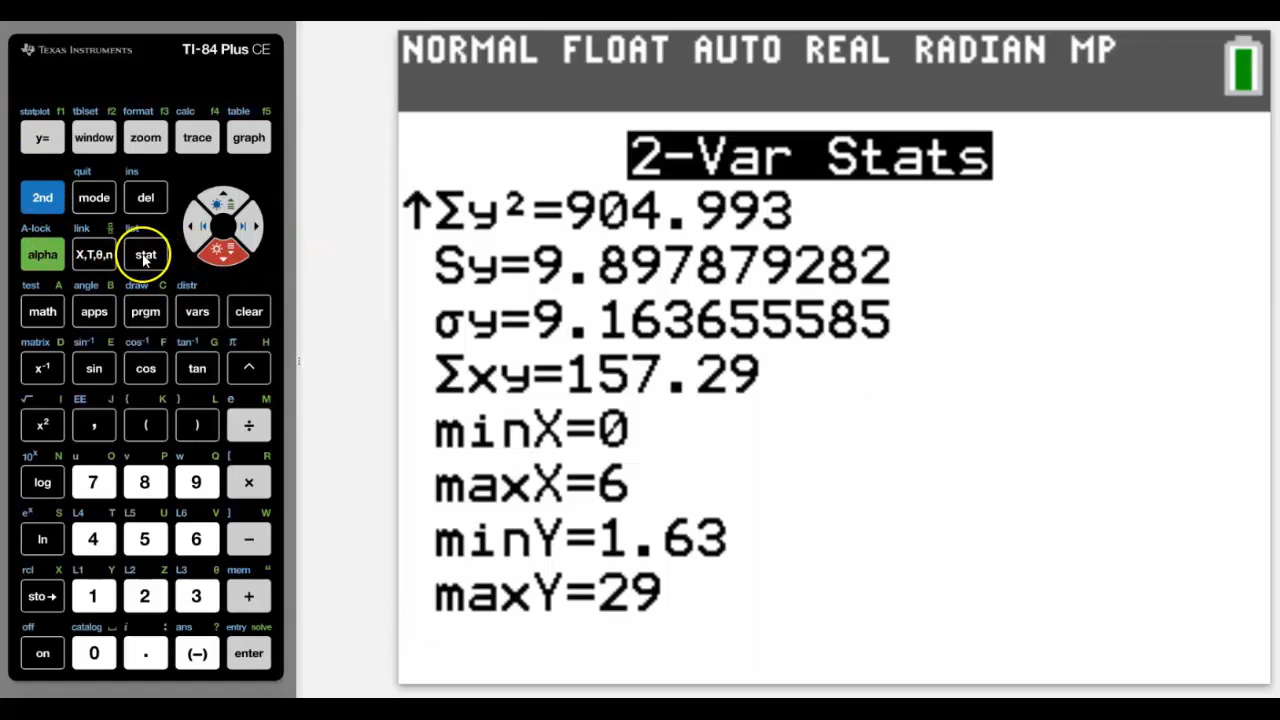 TEXAS INSTRUMENTS TI-84 Plus CE
statplot f1 tblset f2 format f3 calc f4 table f5
y= window zoom trace graph
quit ins
2nd mode del
A-lock link list
alpha X,T,θ,n stat
test A angle B draw C distr
math apps prgm vars clear
matrix D sin⁻¹ E cos⁻¹ F tan⁻¹ G π H
x⁻¹ sin cos tan ^
√ I EE J { K } L e M
x² , ( ) ÷
10ˣ N u O v P w Q [ R
log 7 8 9 ×
eˣ S L4 T L5 U L6 V ] W
ln 4 5 6 −
rcl X L1 Y L2 Z L3 θ mem "
sto→ 1 2 3 +
off catalog ⎵ i : ans ? entry solve
on 0 . (−) enter
NORMAL FLOAT AUTO REAL RADIAN MP
2-Var Stats
↑Σy²=904.993
Sy=9.897879282
σy=9.163655585
Σxy=157.29
minX=0
maxX=6
minY=1.63
maxY=29